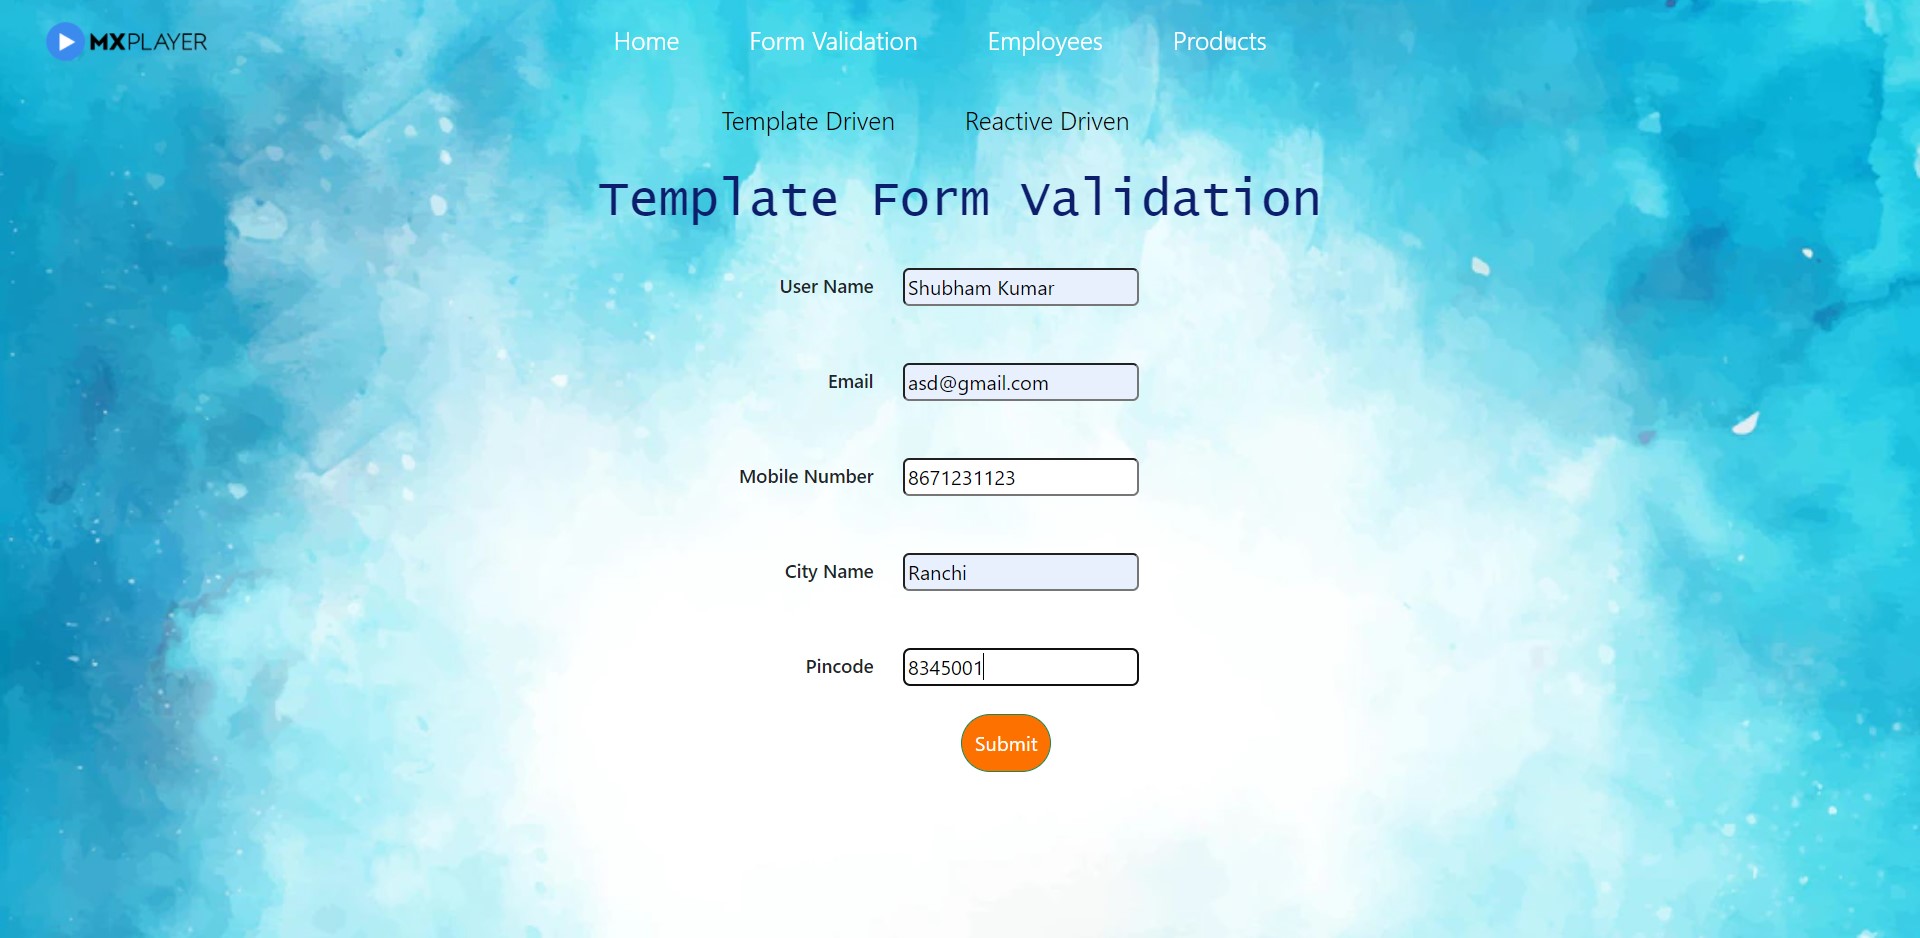 MXPLAYER
Home Form Validation Employees Products
Template Driven Reactive Driven
Template Form Validation
User Name Shubham Kumar
Email asd@gmail.com
Mobile Number 8671231123
City Name Ranchi
Pincode 8345001
Submit